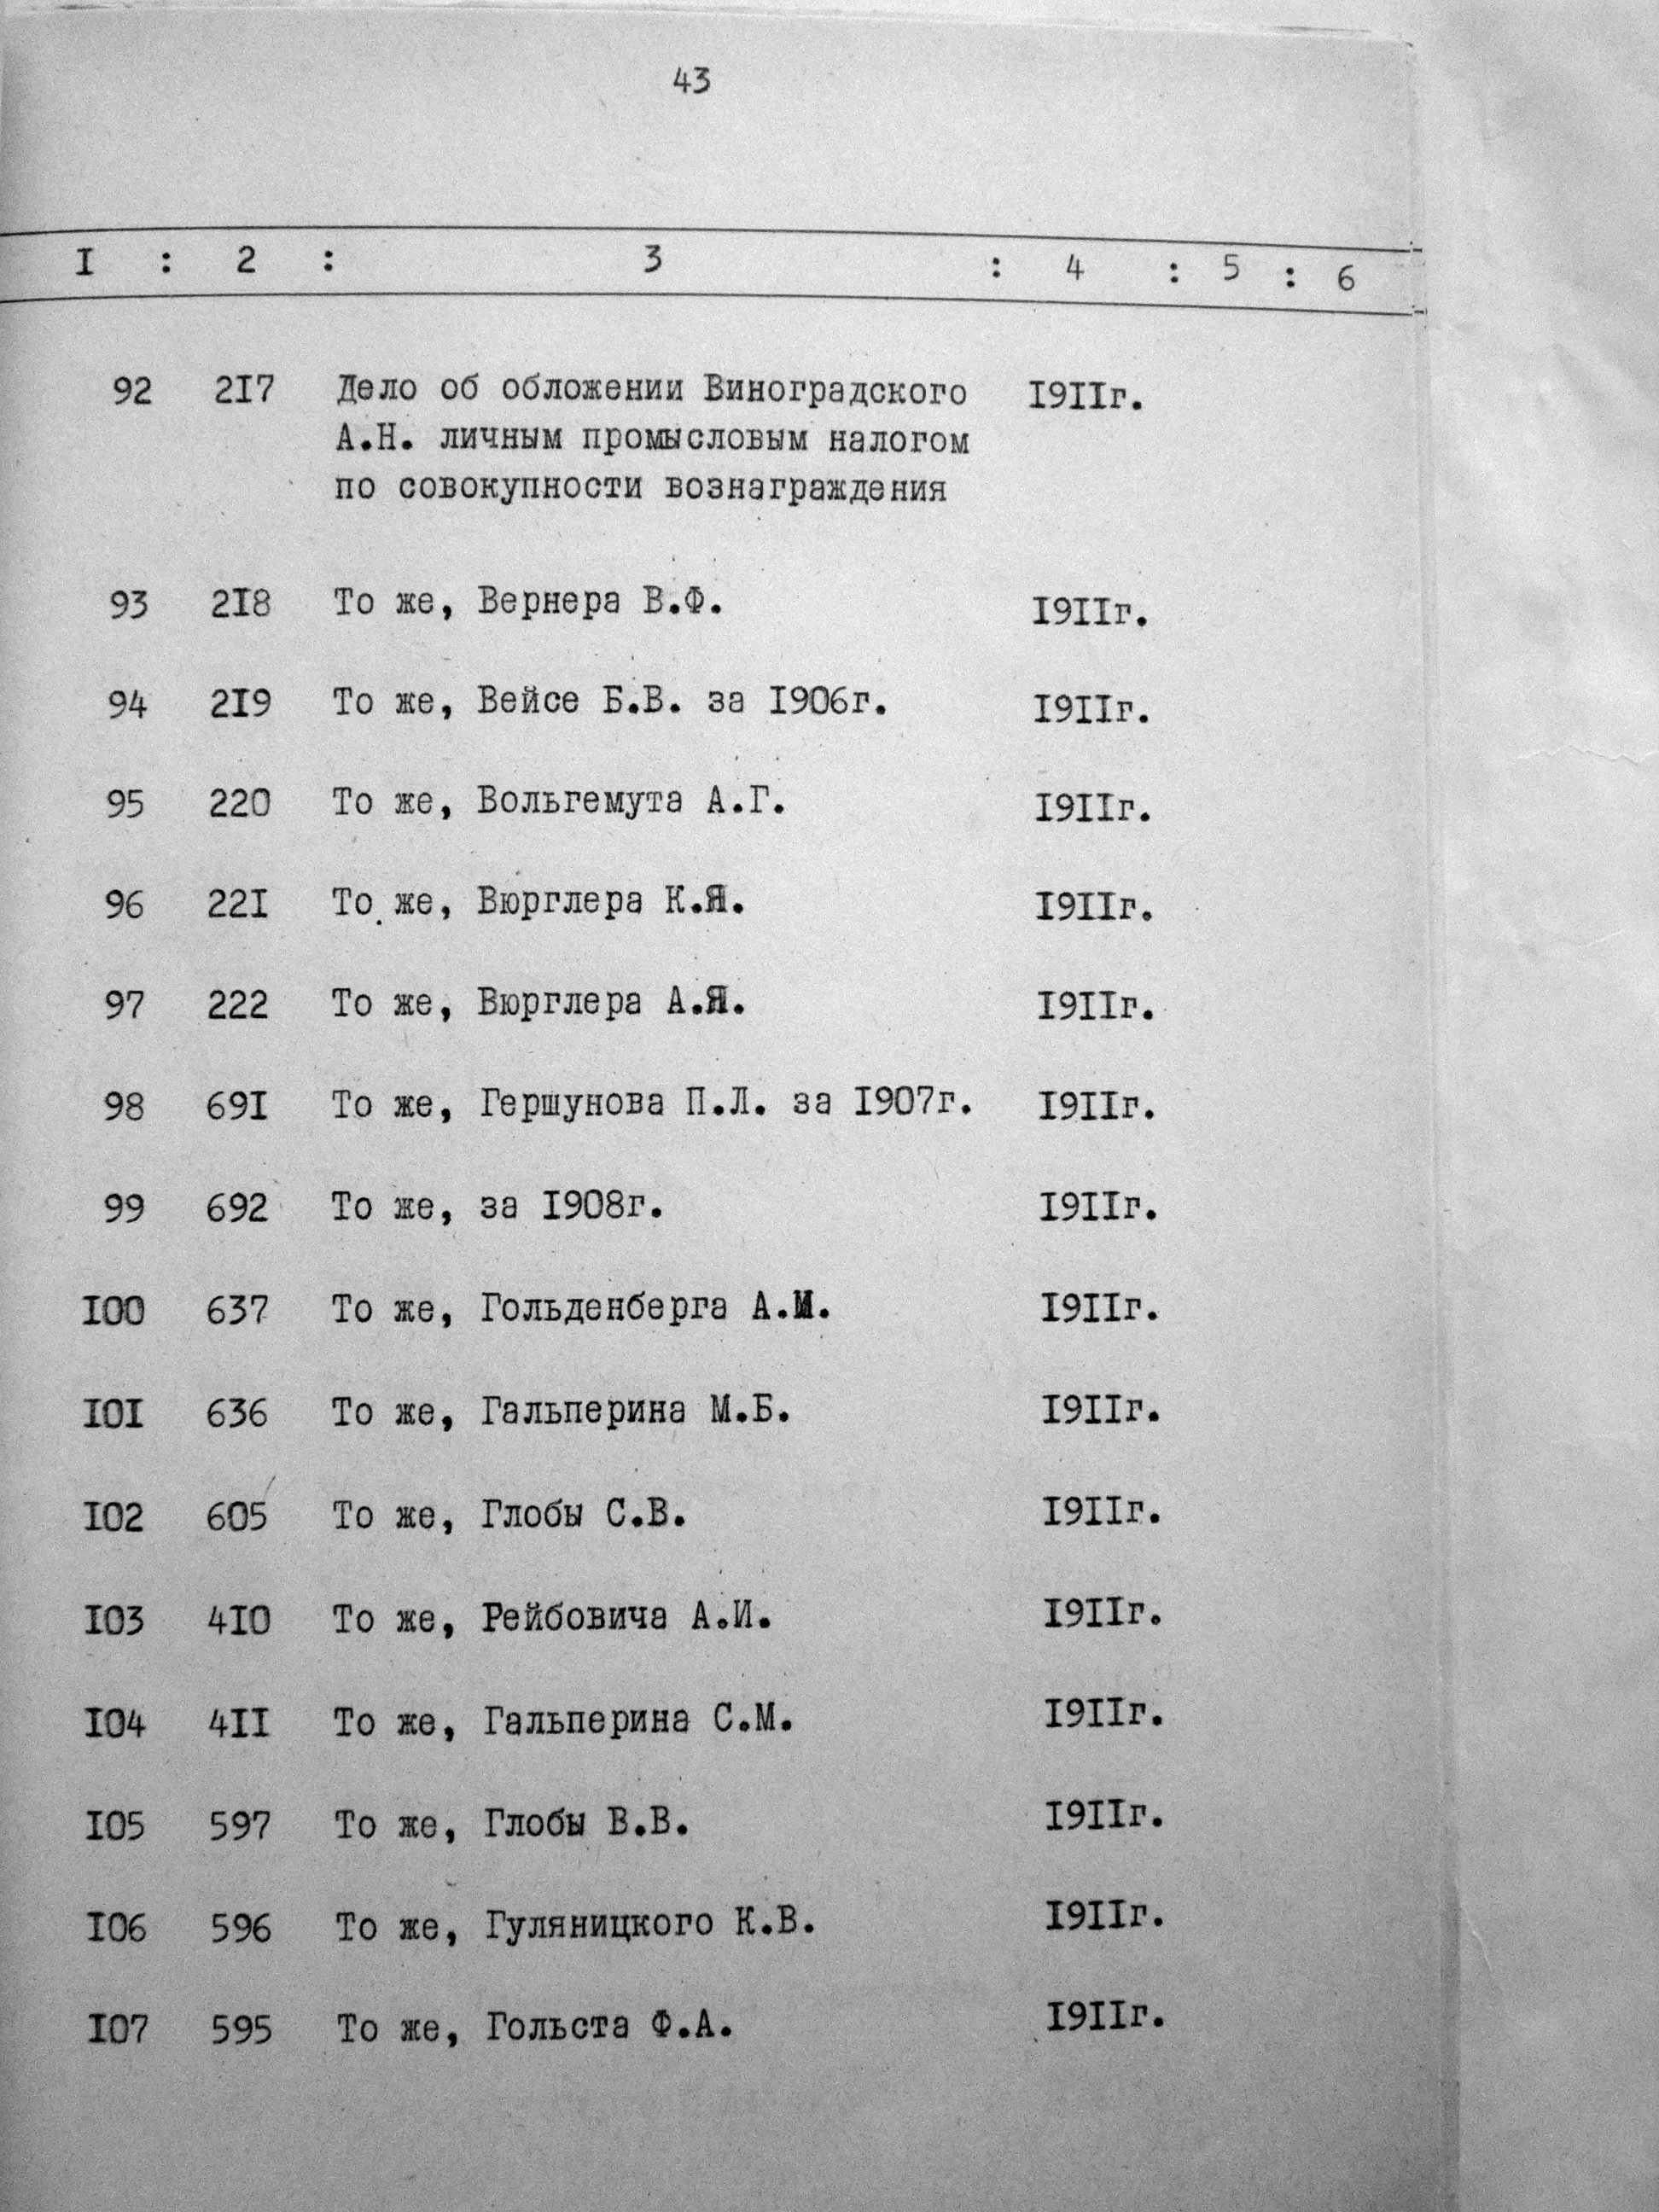 43
I : 2 : 3 : 4 : 5 : 6
92 2I7 Дело об обложении Виноградского I9IIг.
А.Н. личным промысловым налогом
по совокупности вознаграждения
93 2I8 То же, Вернера В.Ф. I9IIг.
94 2I9 То же, Вейсе Б.В. за I906г. I9IIг.
95 220 То же, Вольгемута А.Г. I9IIг.
96 22I То же, Вюрглера К.Я. I9IIг.
97 222 То же, Вюрглера А.Я. I9IIг.
98 69I То же, Гершунова П.Л. за I907г. I9IIг.
99 692 То же, за I908г. I9IIг.
I00 637 То же, Гольденберга А.М. I9IIг.
I0I 636 То же, Гальперина М.Б. I9IIг.
I02 605 То же, Глобы С.В. I9IIг.
I03 4I0 То же, Рейбовича А.И. I9IIг.
I04 4II То же, Гальперина С.М. I9IIг.
I05 597 То же, Глобы В.В. I9IIг.
I06 596 То же, Гуляницкого К.В. I9IIг.
I07 595 То же, Гольста Ф.А. I9IIг.